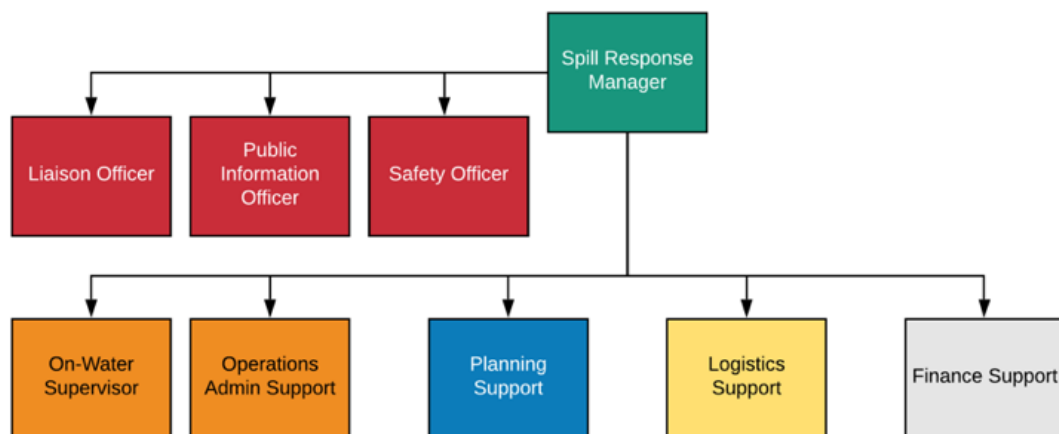 Spill Response
Manager
Liaison Officer
Public
Information
Officer
Safety Officer
On-Water
Supervisor
Operations
Admin Support
Planning
Support
Logistics
Support
Finance Support